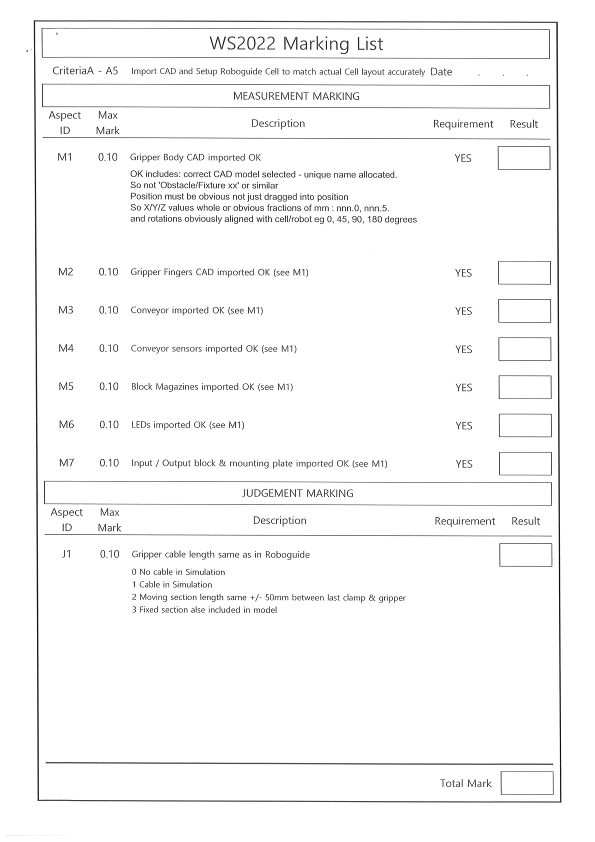 WS2022 Marking List
CriteriaA - A5 Import CAD and Setup Roboguide Cell to match actual Cell layout accurately Date . . .
MEASUREMENT MARKING
Aspect ID Max Mark Description Requirement Result
M1 0.10 Gripper Body CAD imported OK YES
OK includes: correct CAD model selected - unique name allocated.
So not 'Obstacle/Fixture xx' or similar
Position must be obvious not just dragged into position
So X/Y/Z values whole or obvious fractions of mm : nnn.0, nnn.5.
and rotations obviously aligned with cell/robot eg 0, 45, 90, 180 degrees
M2 0.10 Gripper Fingers CAD imported OK (see M1) YES
M3 0.10 Conveyor imported OK (see M1) YES
M4 0.10 Conveyor sensors imported OK (see M1) YES
M5 0.10 Block Magazines imported OK (see M1) YES
M6 0.10 LEDs imported OK (see M1) YES
M7 0.10 Input / Output block & mounting plate imported OK (see M1) YES
JUDGEMENT MARKING
Aspect ID Max Mark Description Requirement Result
J1 0.10 Gripper cable length same as in Roboguide
0 No cable in Simulation
1 Cable in Simulation
2 Moving section length same +/- 50mm between last clamp & gripper
3 Fixed section alse included in model
Total Mark